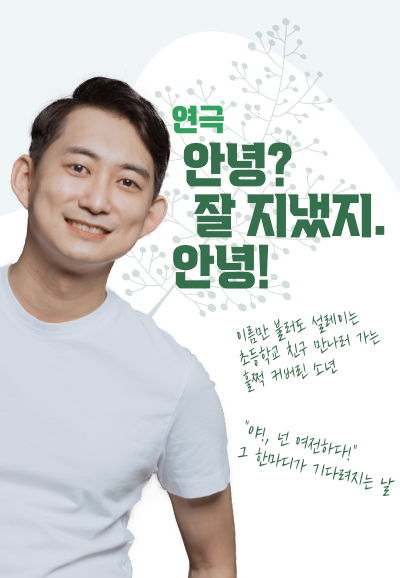 연극
안녕?
잘 지냈지.
안녕!
이름만 불러도 설레이는
초등학교 친구 만나러 가는
훌쩍 커버린 소년
"야!, 넌 여전하다!"
그 한마디가 기다려지는 날